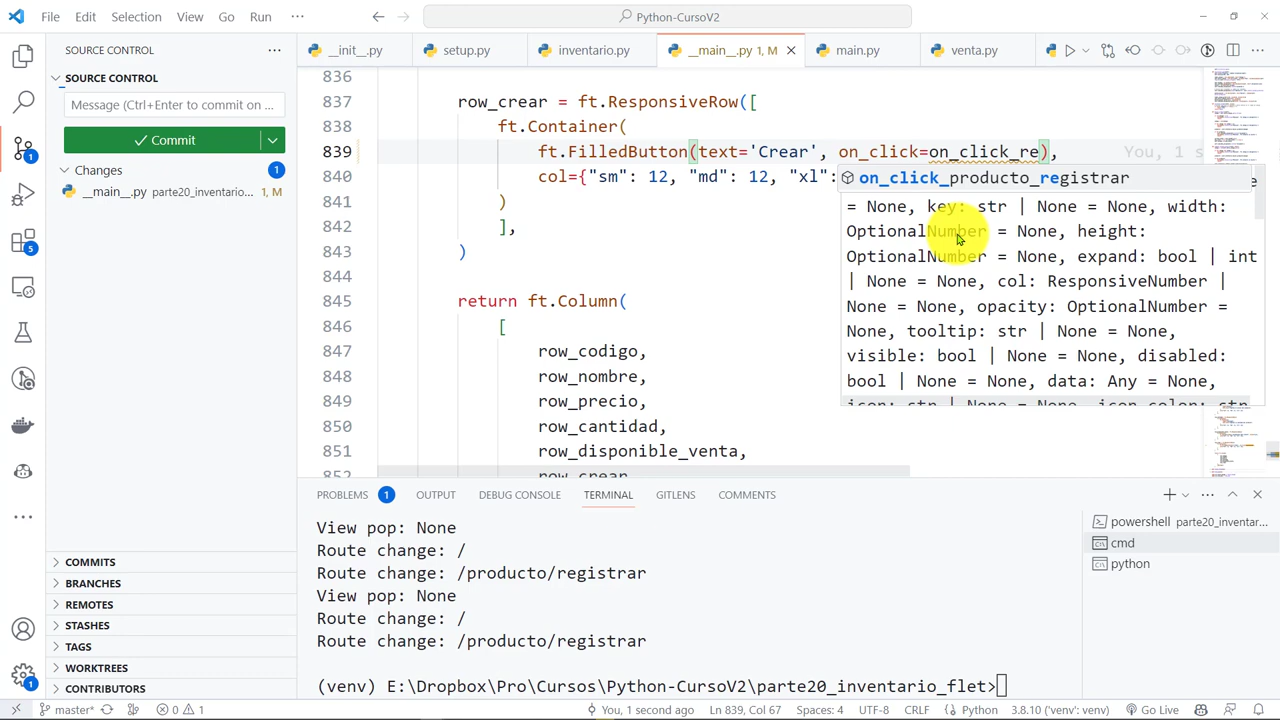 File Edit Selection View Go Run ··· Python-CursoV2
SOURCE CONTROL ···
__init__.py setup.py inventario.py __main__.py 1, M main.py venta.py
SOURCE CONTROL
Message (Ctrl+Enter to commit on ...
Commit
Changes 1
__main__.py parte20_inventario... 1, M
1
5
1
836
837 row_crear = ft.ResponsiveRow([
838
839 on_click=on_click_re)
840 col={"sm": 12, "md": 12, "xl":
841 )
842 ],
843 )
844
845 return ft.Column(
846 [
847 row_codigo,
848 row_nombre,
849 row_precio,
850 row_cantidad,
851 row_disponible_venta,
on_click_producto_registrar
= None, key: str | None = None, width:
OptionalNumber = None, height:
OptionalNumber = None, expand: bool | int
| None = None, col: ResponsiveNumber |
None = None, opacity: OptionalNumber =
None, tooltip: str | None = None,
visible: bool | None = None, disabled:
bool | None = None, data: Any = None,
icon: str | None = None, icon_color: str
PROBLEMS 1 OUTPUT DEBUG CONSOLE TERMINAL GITLENS COMMENTS
View pop: None
Route change: /
Route change: /producto/registrar
View pop: None
Route change: /
Route change: /producto/registrar
(venv) E:\Dropbox\Pro\Cursos\Python-CursoV2\parte20_inventario_flet>
powershell parte20_inventar...
cmd
python
COMMITS
BRANCHES
REMOTES
STASHES
TAGS
WORKTREES
CONTRIBUTORS
master* 0 1 You, 1 second ago Ln 839, Col 67 Spaces: 4 UTF-8 CRLF Python 3.8.10 ('venv': venv) Go Live